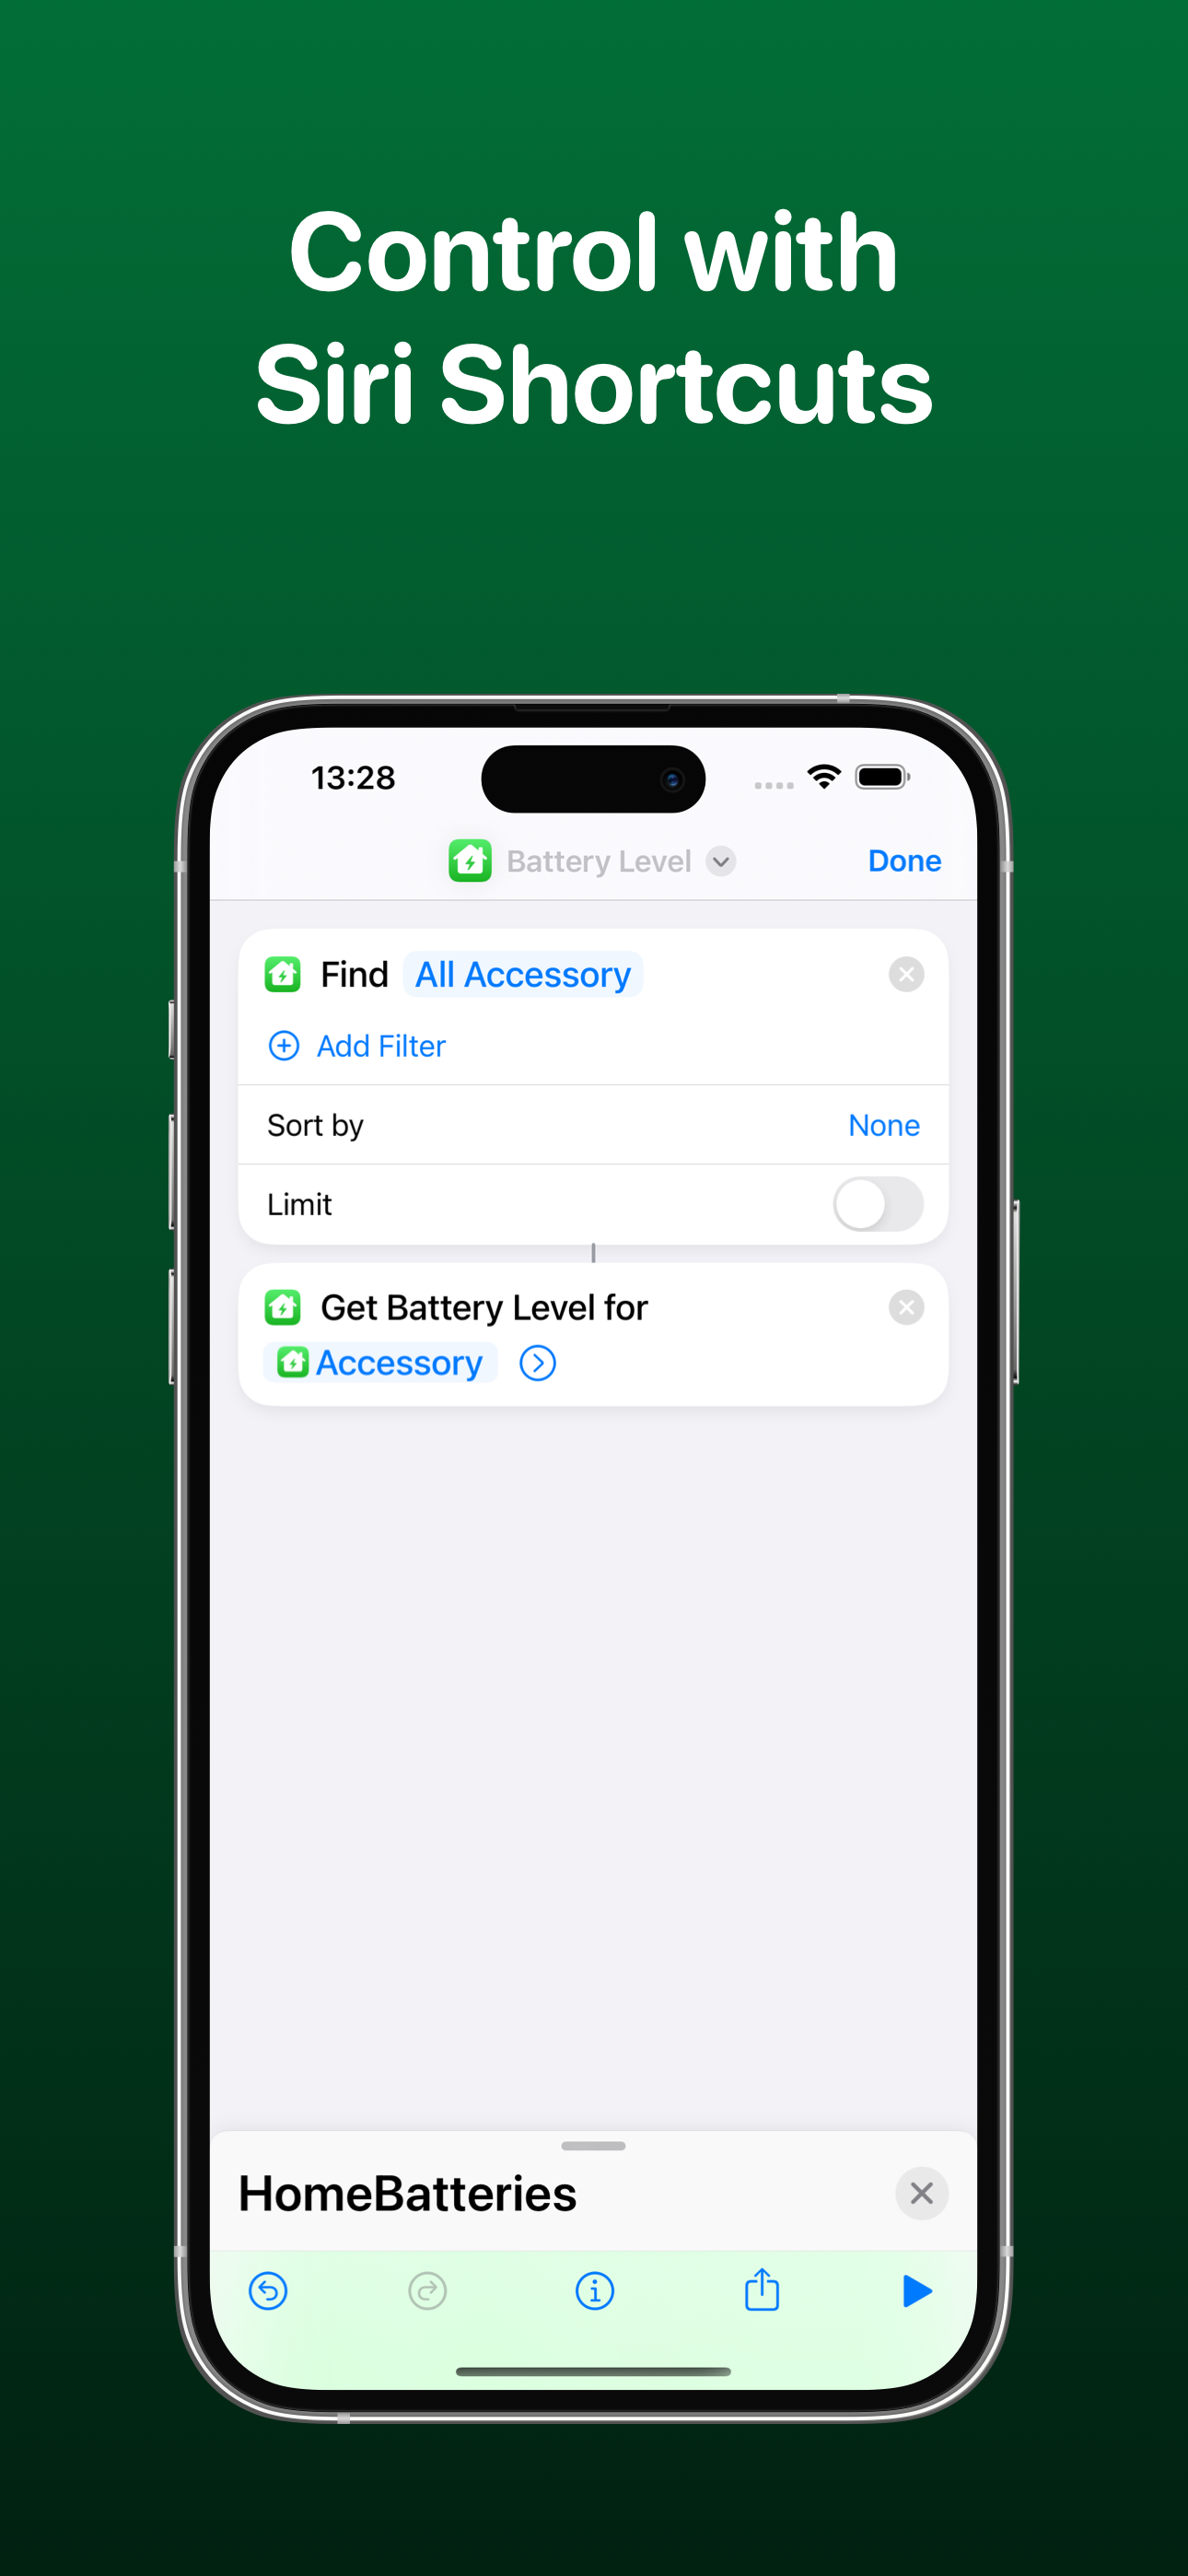 Control with
Siri Shortcuts
13:28
Battery Level
Done
Find All Accessory
Add Filter
Sort by None
Limit
Get Battery Level for
Accessory
HomeBatteries